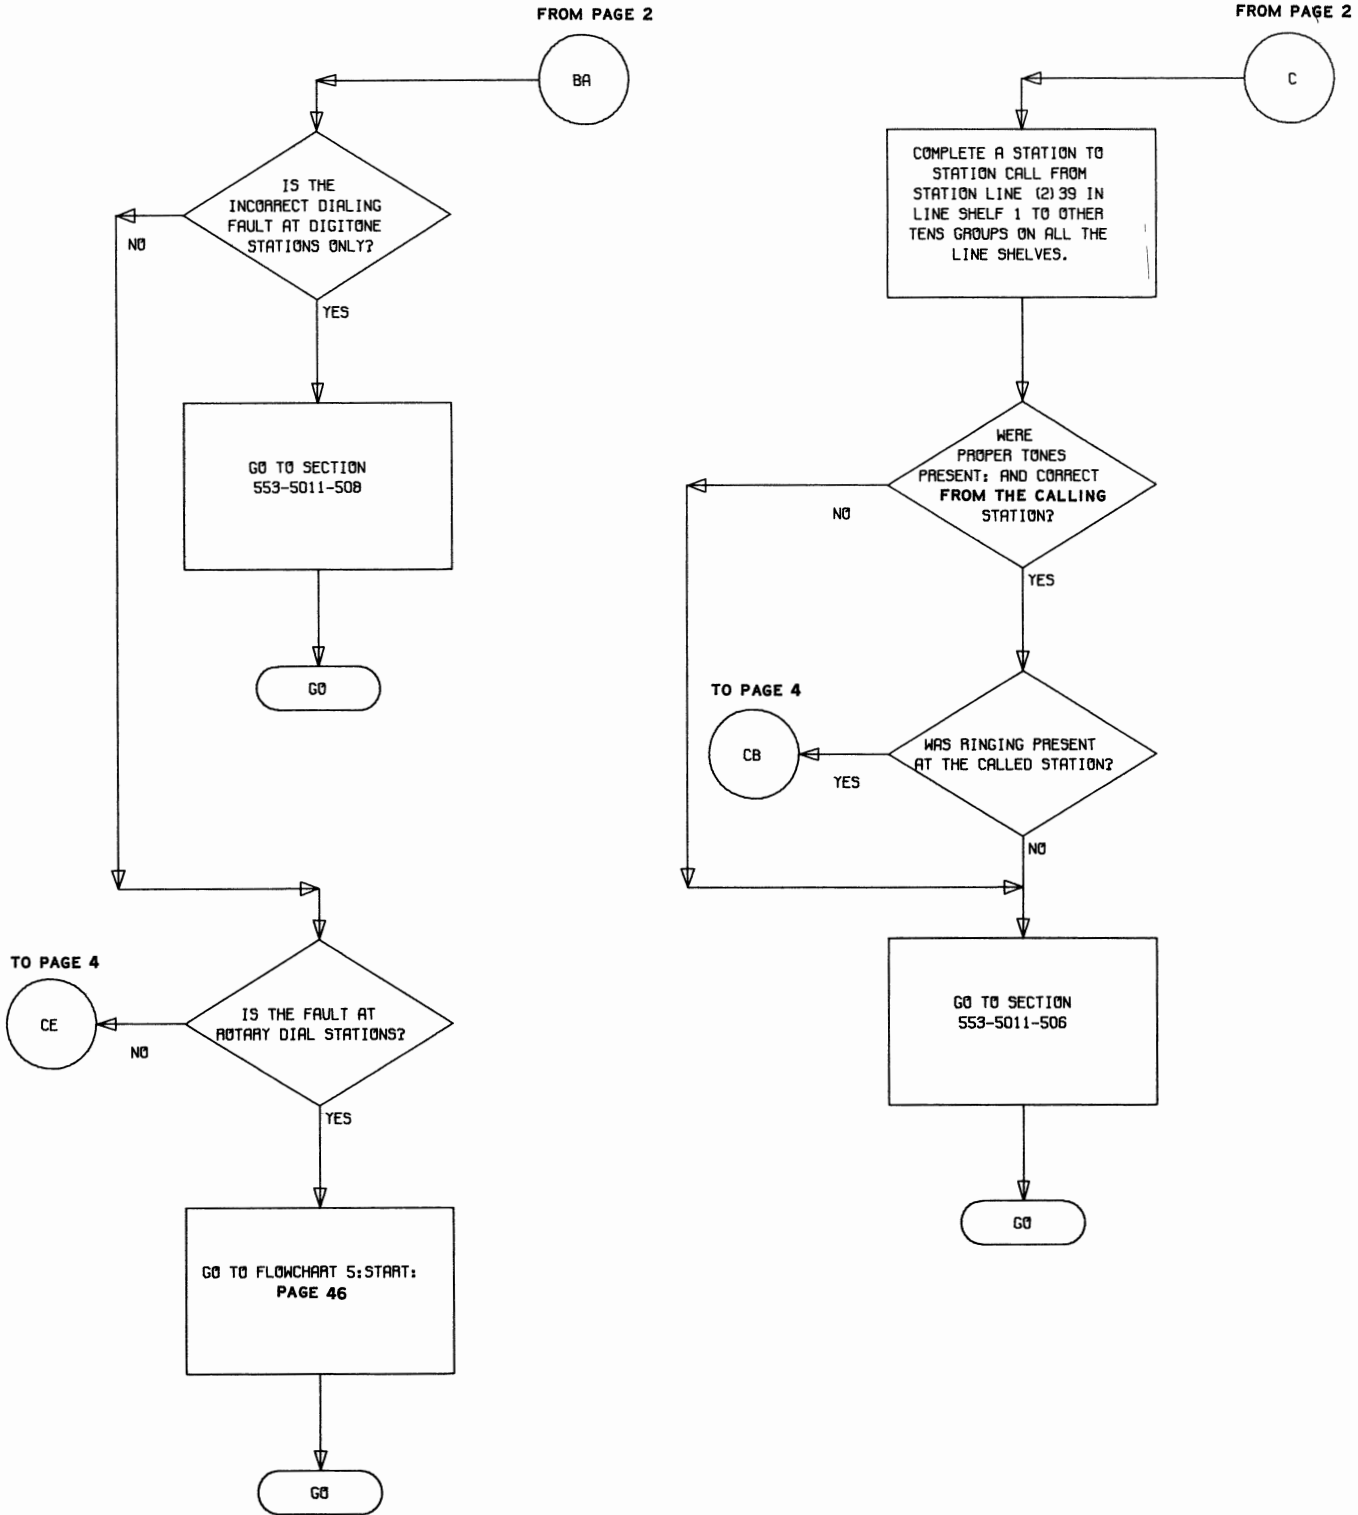 FROM PAGE 2
BA
IS THE
INCORRECT DIALING
FAULT AT DIGITONE
STATIONS ONLY?
NO
YES
GO TO SECTION
553-5011-508
GO
TO PAGE 4
CE
IS THE FAULT AT
ROTARY DIAL STATIONS?
NO
YES
GO TO FLOWCHART 5:START:
PAGE 46
GO
FROM PAGE 2
C
COMPLETE A STATION TO
STATION CALL FROM
STATION LINE (2)39 IN
LINE SHELF 1 TO OTHER
TENS GROUPS ON ALL THE
LINE SHELVES.
WERE
PROPER TONES
PRESENT: AND CORRECT
FROM THE CALLING
STATION?
NO
YES
TO PAGE 4
CB
WAS RINGING PRESENT
AT THE CALLED STATION?
YES
NO
GO TO SECTION
553-5011-506
GO